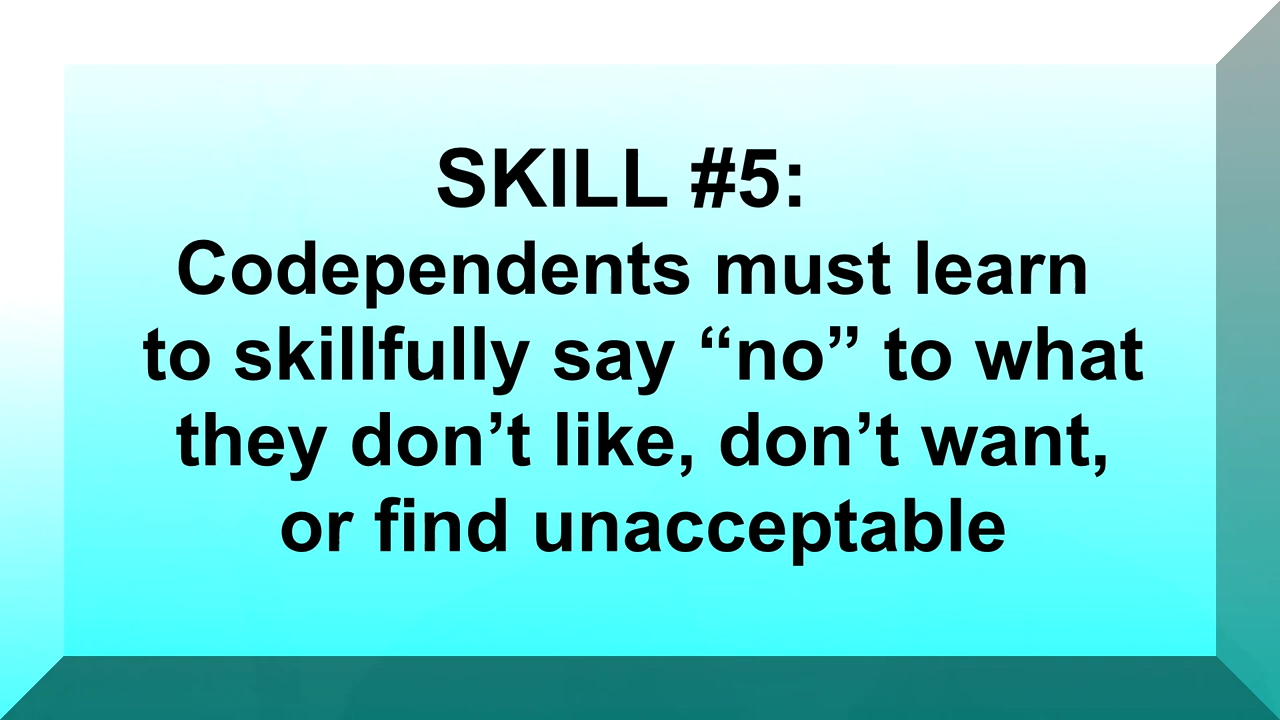 SKILL #5:
Codependents must learn
to skillfully say “no” to what
they don’t like, don’t want,
or find unacceptable